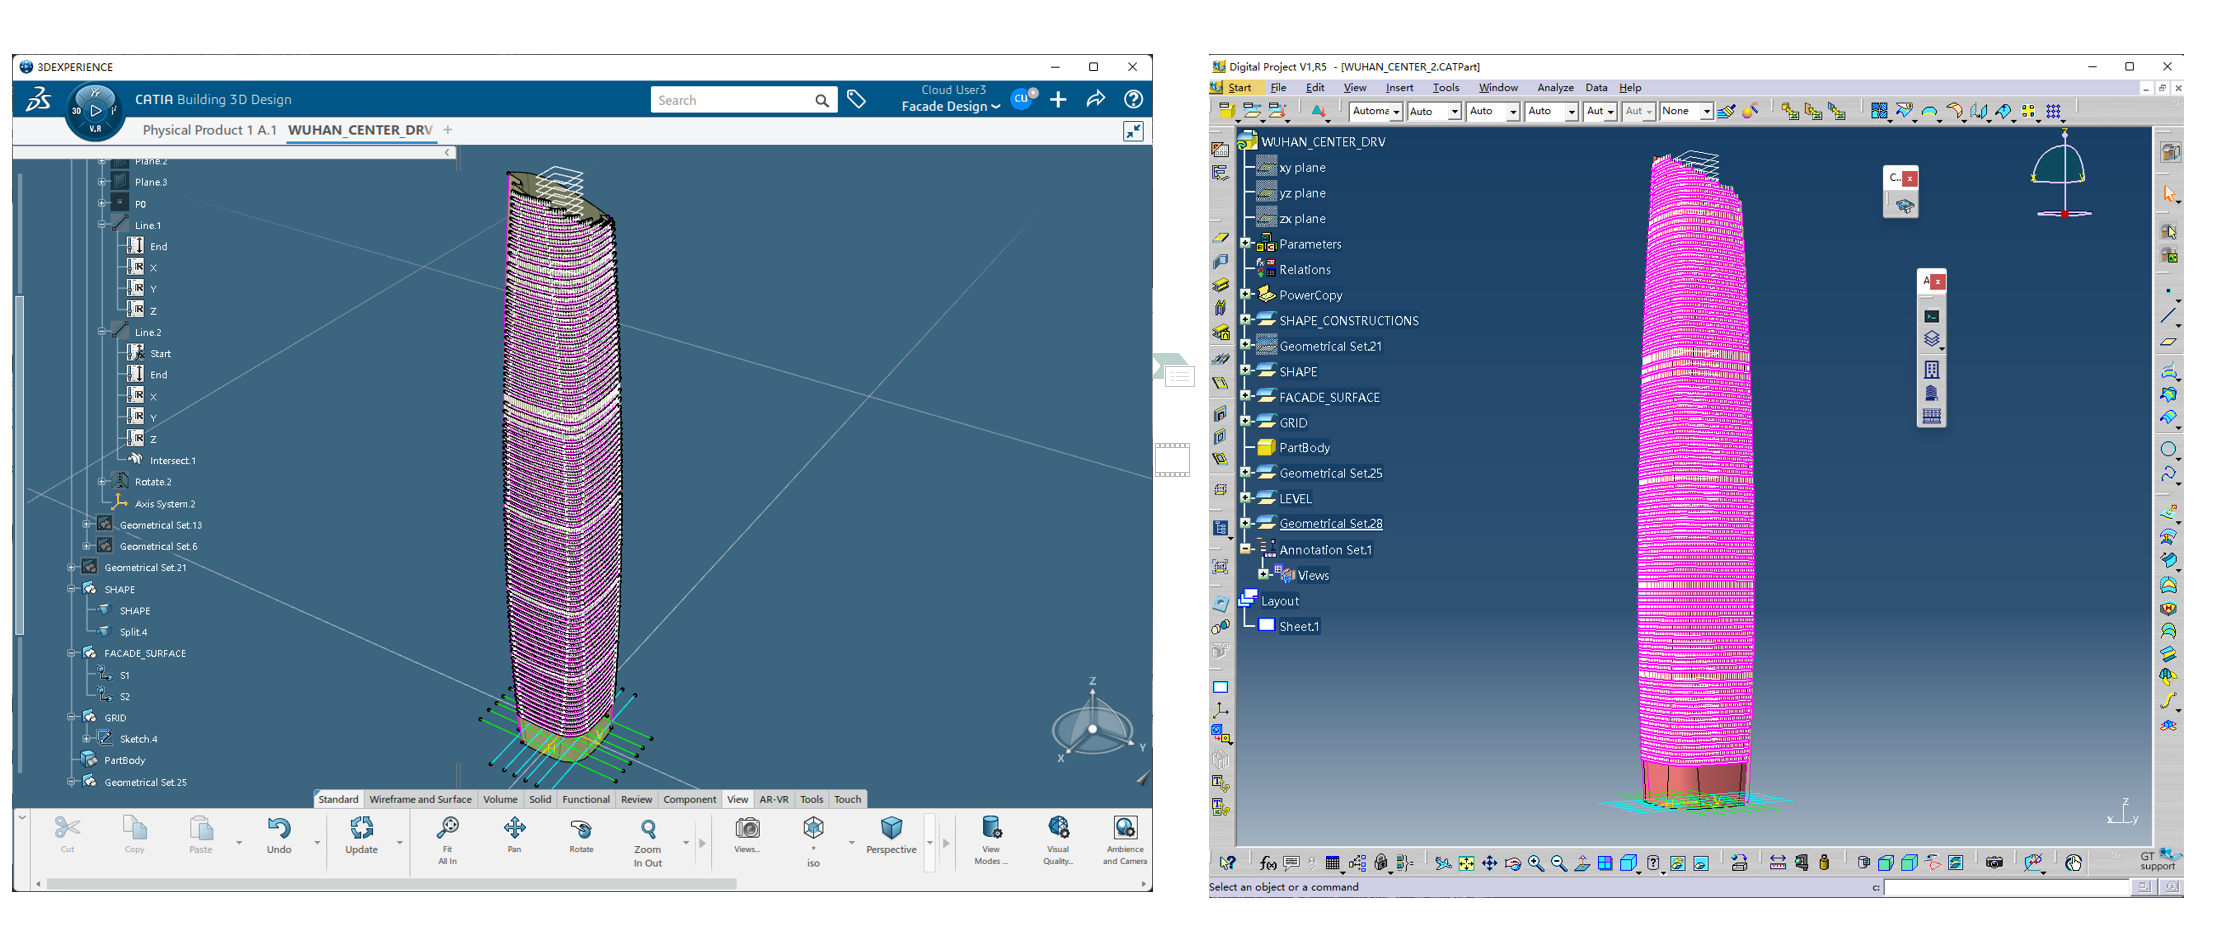 3DEXPERIENCE
3DS
3D
V.R
CATIA Building 3D Design
Search
Cloud User3
Facade Design
CU
Physical Product 1 A.1
WUHAN_CENTER_DRV
Plane.2
Plane.3
P0
Line.1
End
X
Y
Z
Line.2
Start
End
X
Y
Z
Intersect.1
Rotate.2
Axis System.2
Geometrical Set.13
Geometrical Set.6
Geometrical Set.21
SHAPE
SHAPE
Split.4
FACADE_SURFACE
S1
S2
GRID
Sketch.4
PartBody
Geometrical Set.25
H
V
Z
X
Y
Standard
Wireframe and Surface
Volume
Solid
Functional
Review
Component
View
AR-VR
Tools
Touch
Cut
Copy
Paste
Undo
Update
Fit All In
Pan
Rotate
Zoom In Out
Views...
* iso
Perspective
View Modes ...
Visual Quality...
Ambience and Camera
Digital Project V1,R5 - [WUHAN_CENTER_2.CATPart]
Start File Edit View Insert Tools Window Analyze Data Help
Automa
Auto
Auto
Auto
Aut
Aut
None
WUHAN_CENTER_DRV
xy plane
yz plane
zx plane
Parameters
Relations
PowerCopy
SHAPE_CONSTRUCTIONS
Geometrical Set.21
SHAPE
FACADE_SURFACE
GRID
PartBody
Geometrical Set.25
LEVEL
Geometrical Set.28
Annotation Set.1
Views
Layout
Sheet.1
C..
A
z
z
x
y
GT support
Select an object or a command
c: